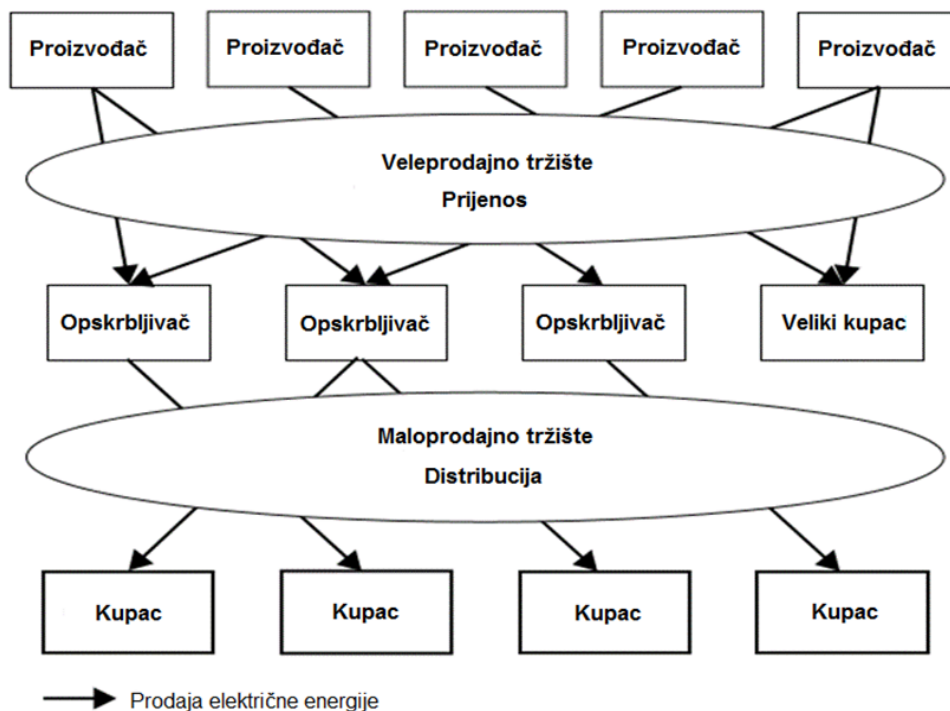 Proizvođač
Proizvođač
Proizvođač
Proizvođač
Proizvođač
Veleprodajno tržište
Prijenos
Opskrbljivač
Opskrbljivač
Opskrbljivač
Veliki kupac
Maloprodajno tržište
Distribucija
Kupac
Kupac
Kupac
Kupac
Prodaja električne energije